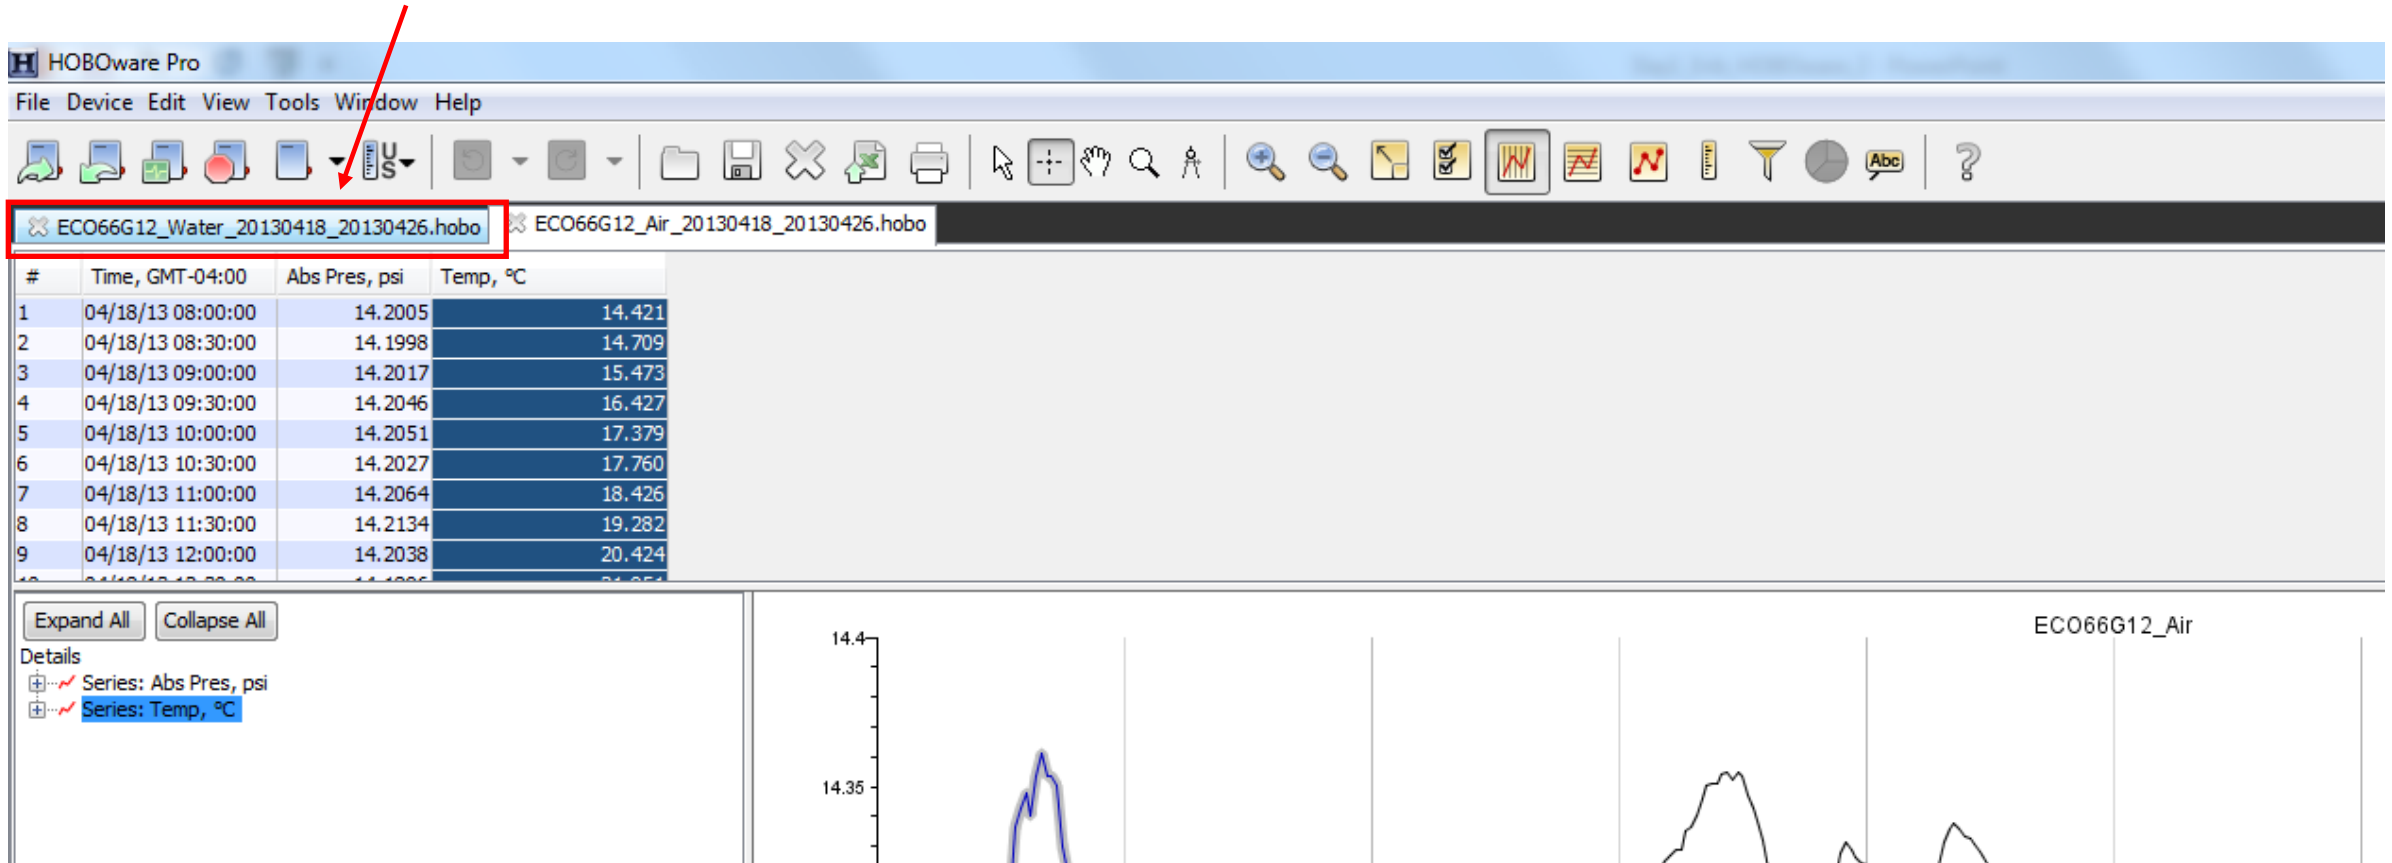 HOBOware Pro
File Device Edit View Tools Window Help
U
S
Abc
?
ECO66G12_Water_20130418_20130426.hobo ECO66G12_Air_20130418_20130426.hobo
# Time, GMT-04:00 Abs Pres, psi Temp, °C
1 04/18/13 08:00:00 14.2005 14.421
2 04/18/13 08:30:00 14.1998 14.709
3 04/18/13 09:00:00 14.2017 15.473
4 04/18/13 09:30:00 14.2046 16.427
5 04/18/13 10:00:00 14.2051 17.379
6 04/18/13 10:30:00 14.2027 17.760
7 04/18/13 11:00:00 14.2064 18.426
8 04/18/13 11:30:00 14.2134 19.282
9 04/18/13 12:00:00 14.2038 20.424
Expand All Collapse All
Details
Series: Abs Pres, psi
Series: Temp, °C
ECO66G12_Air
14.4
14.35